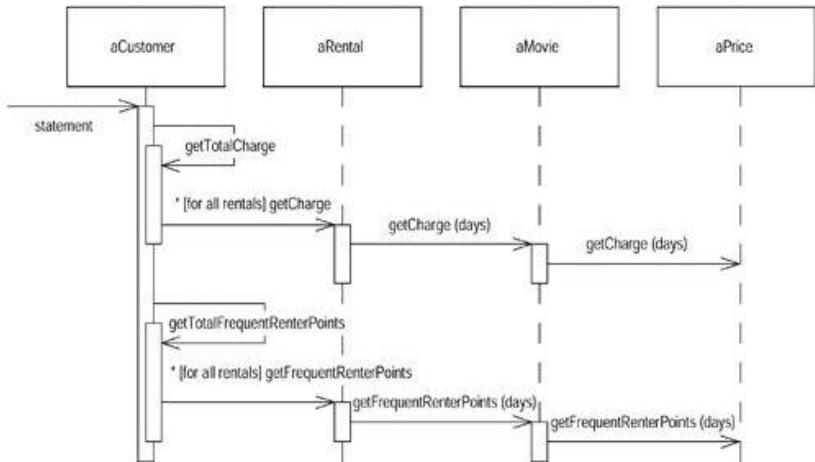 aCustomer
aRental
aMovie
aPrice
statement
getTotalCharge
* [for all rentals] getCharge
getCharge (days)
getCharge (days)
getTotalFrequentRenterPoints
* [for all rentals] getFrequentRenterPoints
getFrequentRenterPoints (days)
getFrequentRenterPoints (days)